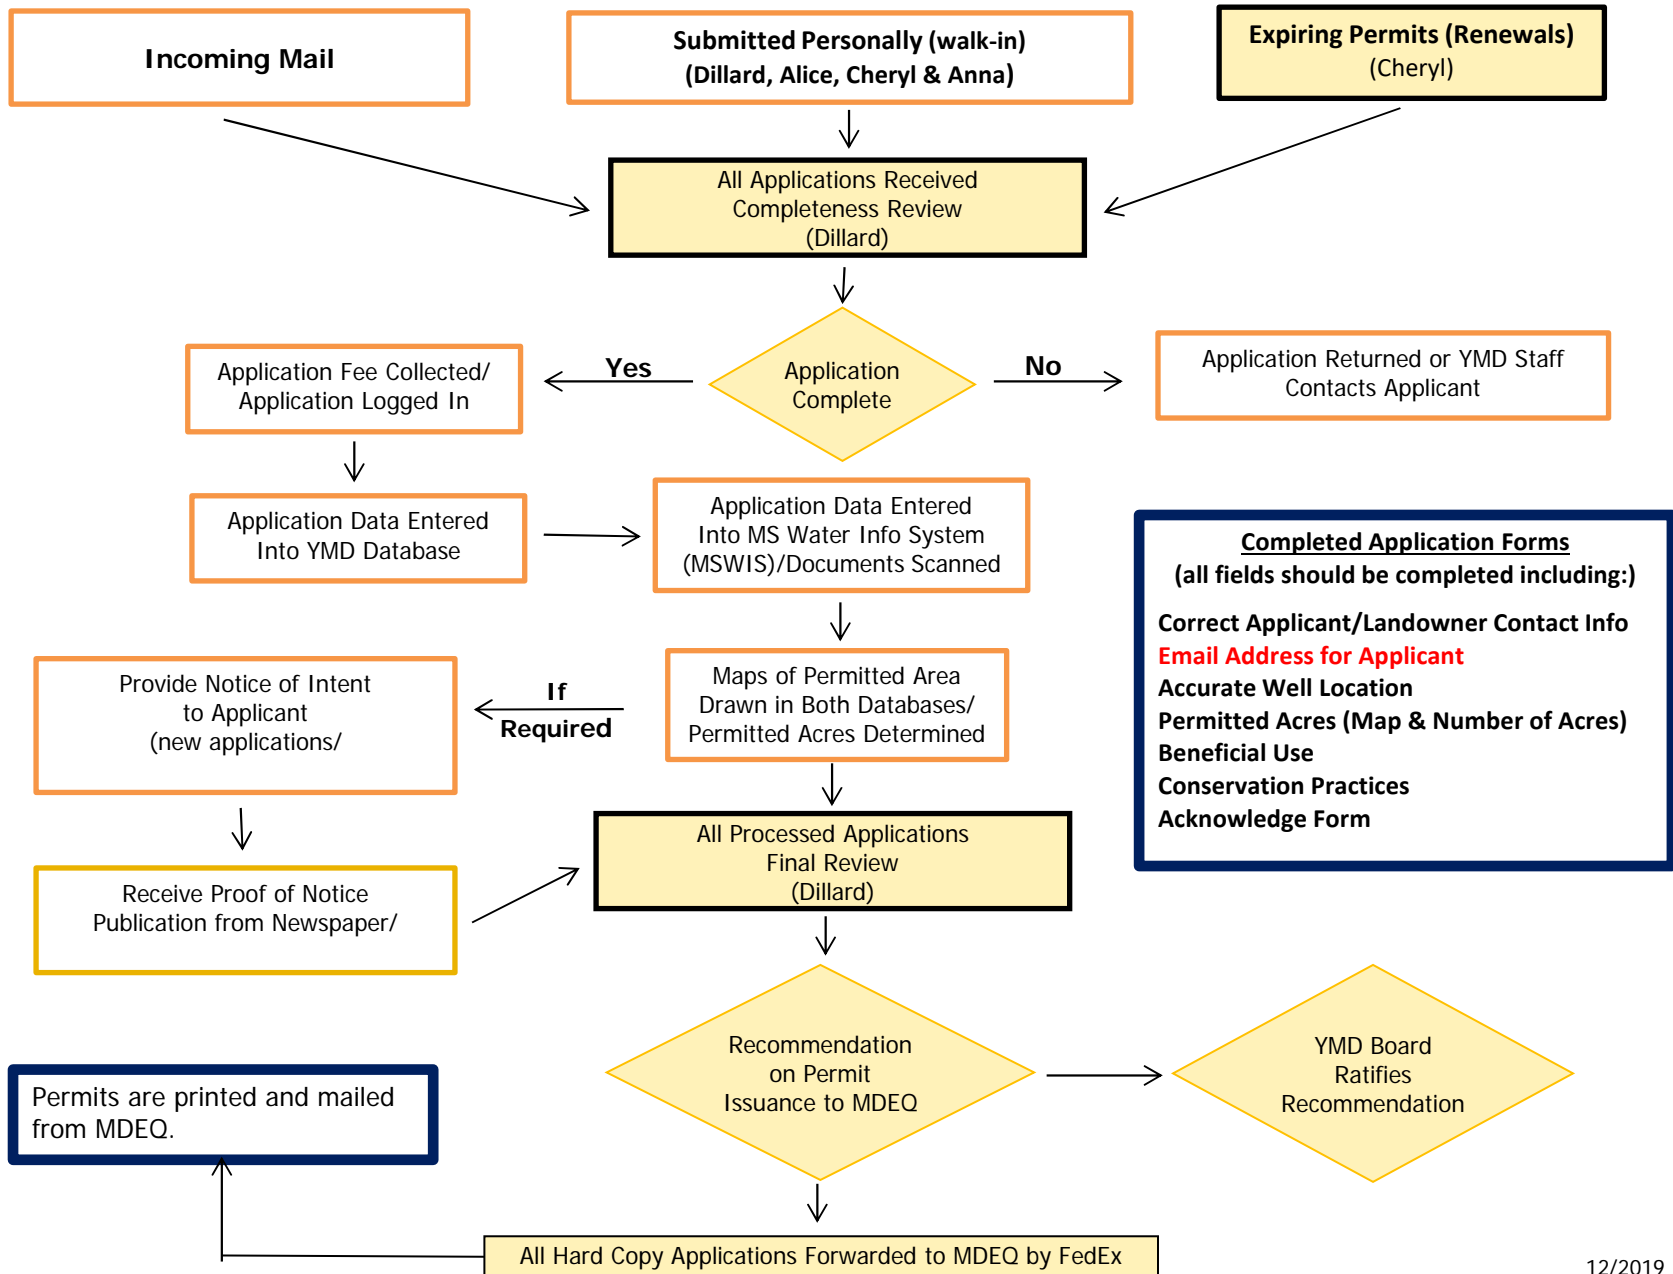 Incoming Mail
Submitted Personally (walk-in)
(Dillard, Alice, Cheryl & Anna)
Expiring Permits (Renewals)
(Cheryl)
All Applications Received
Completeness Review
(Dillard)
Application Fee Collected/
Application Logged In
Yes
Application
Complete
No
Application Returned or YMD Staff
Contacts Applicant
Application Data Entered
Into YMD Database
Application Data Entered
Into MS Water Info System
(MSWIS)/Documents Scanned
Completed Application Forms
(all fields should be completed including:)
Correct Applicant/Landowner Contact Info
Email Address for Applicant
Accurate Well Location
Permitted Acres (Map & Number of Acres)
Beneficial Use
Conservation Practices
Acknowledge Form
Provide Notice of Intent
to Applicant
(new applications/
If
Required
Maps of Permitted Area
Drawn in Both Databases/
Permitted Acres Determined
Receive Proof of Notice
Publication from Newspaper/
All Processed Applications
Final Review
(Dillard)
Recommendation
on Permit
Issuance to MDEQ
YMD Board
Ratifies
Recommendation
Permits are printed and mailed
from MDEQ.
All Hard Copy Applications Forwarded to MDEQ by FedEx
12/2019